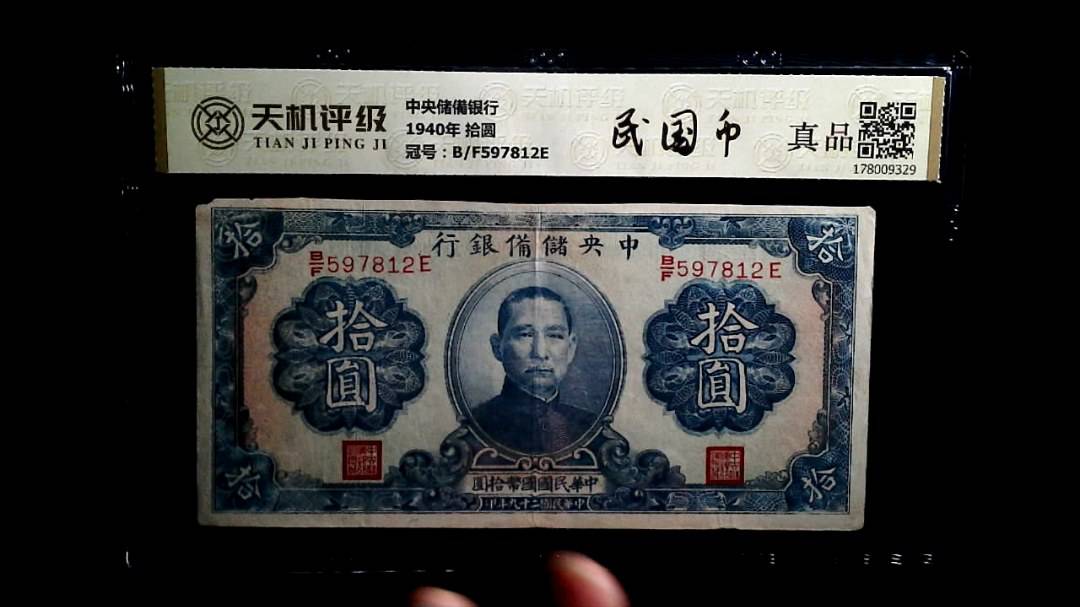 天机评级
TIAN JI PING JI
中央储備银行
1940年 拾圆
冠号：B/F597812E
民国币
真品
178009329
拾
拾
行銀備儲央中
B/F597812E
B/F597812E
拾圓
拾圓
圓拾幣國國民華中
印年九十二國民華中
拾
拾